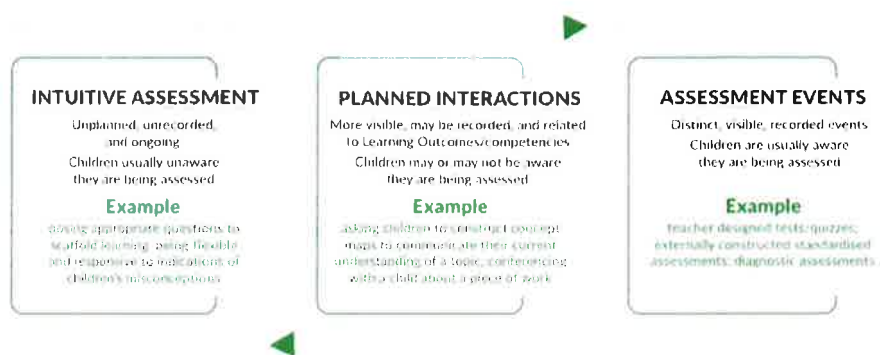 INTUITIVE ASSESSMENT
Unplanned, unrecorded,
and ongoing
Children usually unaware
they are being assessed
Example
posing appropriate questions to
scaffold learning; being flexible
and responsive to indications of
children's misconceptions
PLANNED INTERACTIONS
More visible, may be recorded, and related
to Learning Outcomes/competencies
Children may or may not be aware
they are being assessed
Example
asking children to construct concept
maps to communicate their current
understanding of a topic; conferencing
with a child about a piece of work
ASSESSMENT EVENTS
Distinct, visible, recorded events
Children are usually aware
they are being assessed
Example
teacher designed tests/quizzes;
externally constructed standardised
assessments; diagnostic assessments